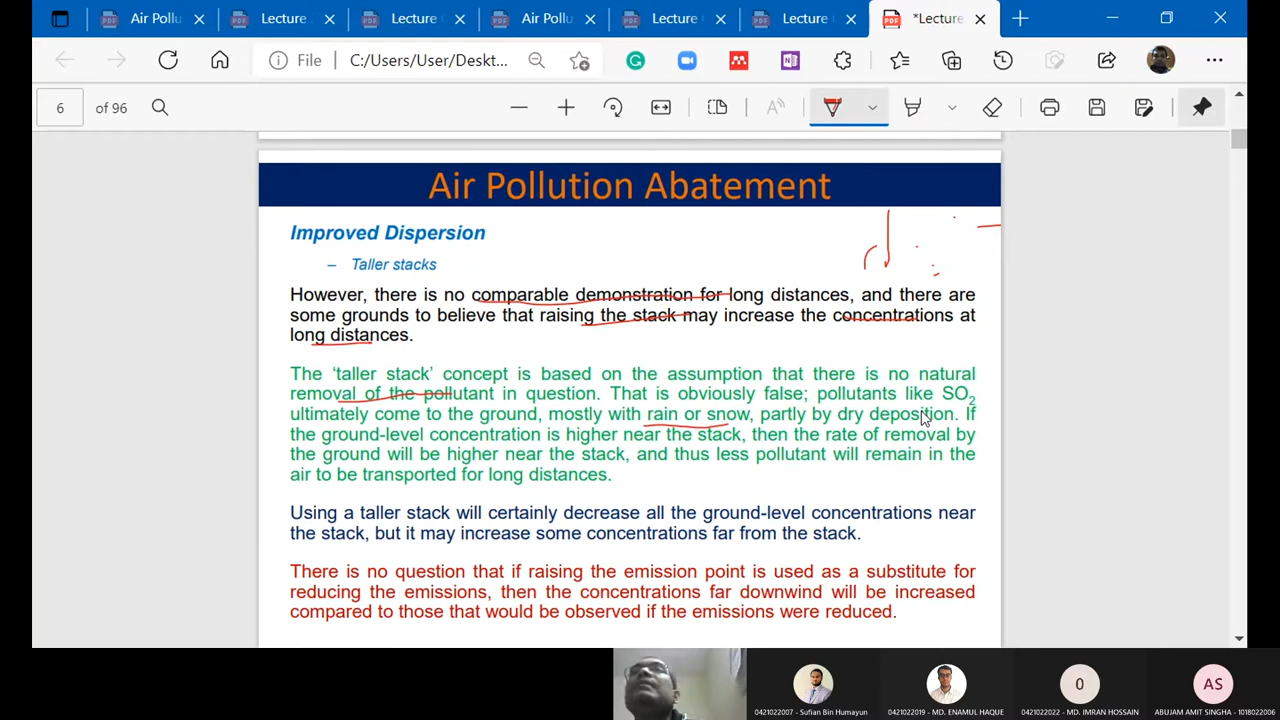 Air Pollu
Lecture
Lecture
Air Pollu
Lecture
Lecture
*Lecture
File
C:/Users/User/Deskt...
6
of 96
Air Pollution Abatement
Improved Dispersion
– Taller stacks
However, there is no comparable demonstration for long distances, and there are
some grounds to believe that raising the stack may increase the concentrations at
long distances.
The ‘taller stack’ concept is based on the assumption that there is no natural
removal of the pollutant in question. That is obviously false; pollutants like SO2
ultimately come to the ground, mostly with rain or snow, partly by dry deposition. If
the ground-level concentration is higher near the stack, then the rate of removal by
the ground will be higher near the stack, and thus less pollutant will remain in the
air to be transported for long distances.
Using a taller stack will certainly decrease all the ground-level concentrations near
the stack, but it may increase some concentrations far from the stack.
There is no question that if raising the emission point is used as a substitute for
reducing the emissions, then the concentrations far downwind will be increased
compared to those that would be observed if the emissions were reduced.
0
AS
0421022007 - Sufian Bin Humayun
0421022019 - MD. ENAMUL HAQUE
0421022022 - MD. IMRAN HOSSAIN
ABUJAM AMIT SINGHA - 1018022006